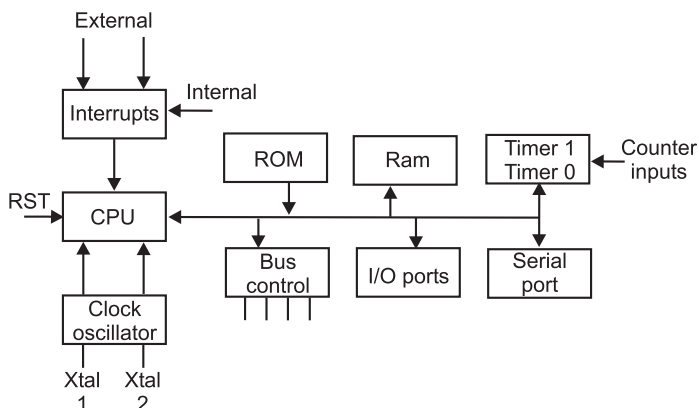 External
Interrupts
Internal
ROM
Ram
Timer 1
Timer 0
Counter
inputs
RST
CPU
Bus
control
I/O ports
Serial
port
Clock
oscillator
Xtal
1
Xtal
2